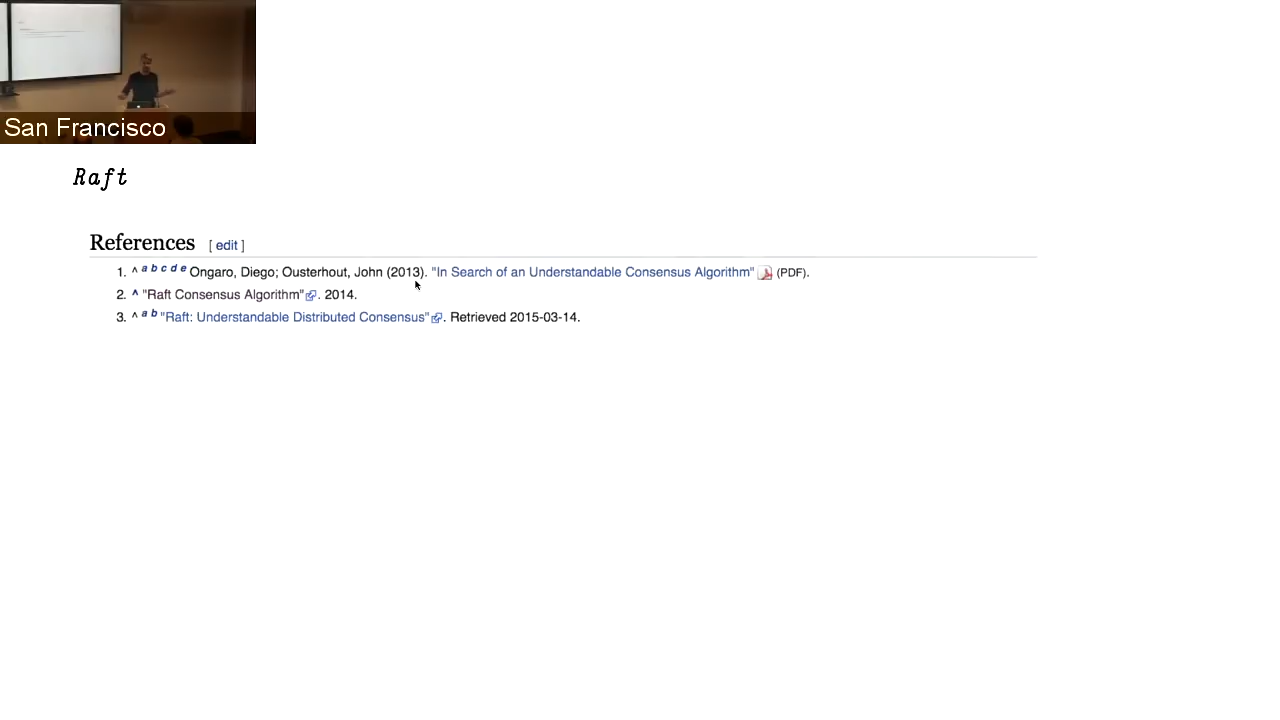 San Francisco
Raft
References [ edit ]
1. ^ a b c d e Ongaro, Diego; Ousterhout, John (2013). "In Search of an Understandable Consensus Algorithm" (PDF).
2. ^ "Raft Consensus Algorithm". 2014.
3. ^ a b "Raft: Understandable Distributed Consensus". Retrieved 2015-03-14.